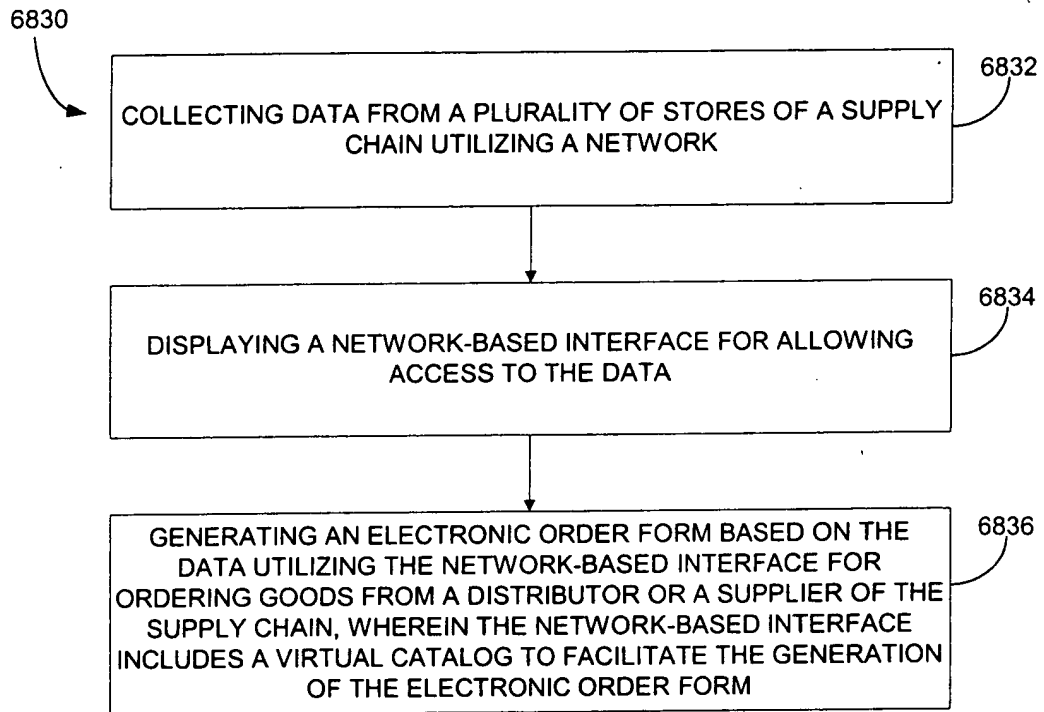 6830
6832
COLLECTING DATA FROM A PLURALITY OF STORES OF A SUPPLY
CHAIN UTILIZING A NETWORK
6834
DISPLAYING A NETWORK-BASED INTERFACE FOR ALLOWING
ACCESS TO THE DATA
6836
GENERATING AN ELECTRONIC ORDER FORM BASED ON THE
DATA UTILIZING THE NETWORK-BASED INTERFACE FOR
ORDERING GOODS FROM A DISTRIBUTOR OR A SUPPLIER OF THE
SUPPLY CHAIN, WHEREIN THE NETWORK-BASED INTERFACE
INCLUDES A VIRTUAL CATALOG TO FACILITATE THE GENERATION
OF THE ELECTRONIC ORDER FORM